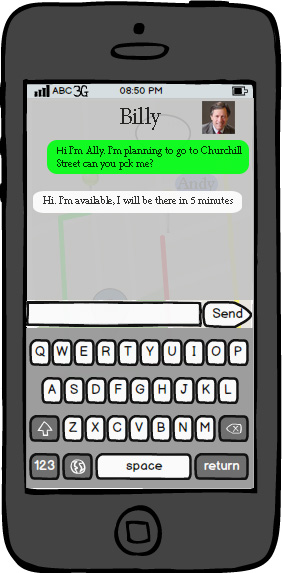 ABC 3G 08:50 PM
Billy
Hi I'm Ally. I'm planning to go to Churchill
Street can you pck me?
Andy
Hi. I'm available, I will be there in 5 minutes
Send
Q W E R T Y U I O P
A S D F G H J K L
Z X C V B N M
123 space return